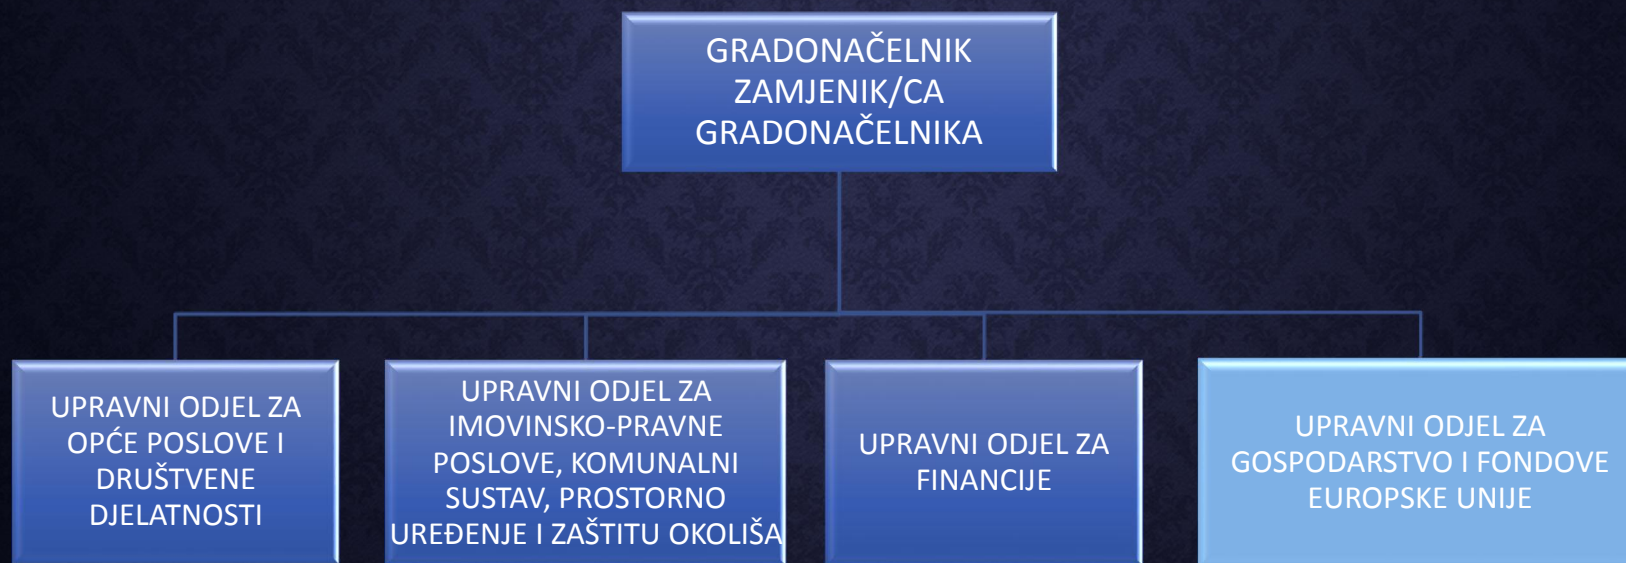 GRADONAČELNIK
ZAMJENIK/CA
GRADONAČELNIKA
UPRAVNI ODJEL ZA
OPĆE POSLOVE I
DRUŠTVENE
DJELATNOSTI
UPRAVNI ODJEL ZA
IMOVINSKO-PRAVNE
POSLOVE, KOMUNALNI
SUSTAV, PROSTORNO
UREĐENJE I ZAŠTITU OKOLIŠA
UPRAVNI ODJEL ZA
FINANCIJE
UPRAVNI ODJEL ZA
GOSPODARSTVO I FONDOVE
EUROPSKE UNIJE